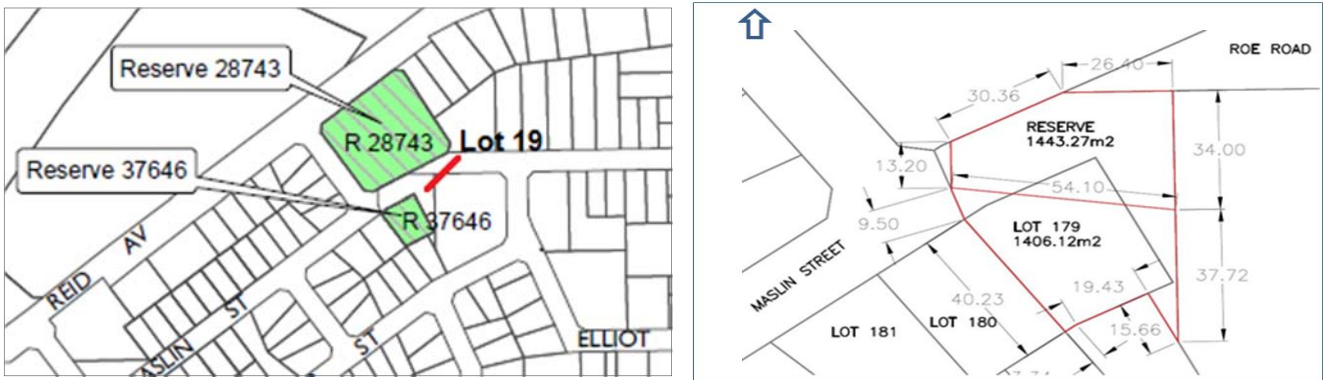 Reserve 28743
R 28743
Lot 19
Reserve 37646
R 37646
REID AV
ASLIN ST
ST
ELLIOT
ROE ROAD
26.40
30.36
RESERVE
1443.27m2
34.00
13.20
54.10
9.50
LOT 179
1406.12m2
MASLIN STREET
37.72
19.43
40.23
LOT 180
LOT 181
15.66